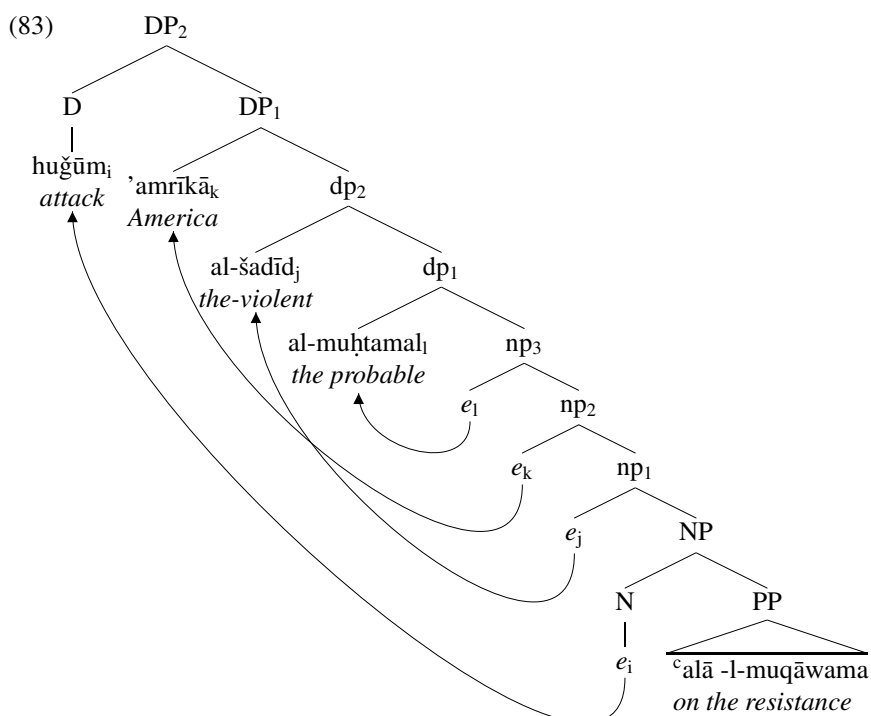 (83) DP2
D DP1
huǧūmi ’amrīkāk dp2
attack America
al-šadīdj dp1
the-violent
al-muḥtamall np3
the probable
el np2
ek np1
ej NP
N PP
ei ᶜalā -l-muqāwama
on the resistance